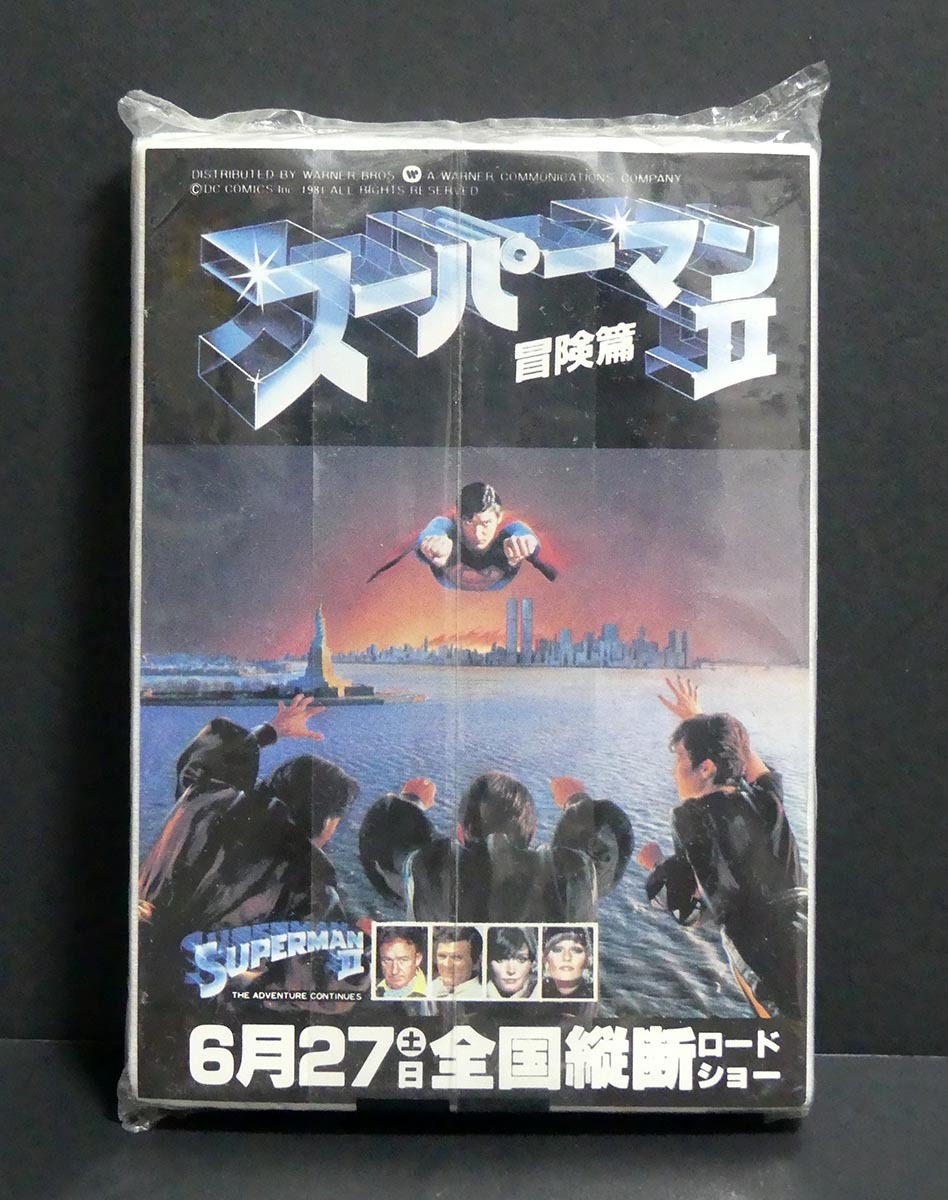 DISTRIBUTED BY WARNER BROS. W A WARNER COMMUNICATIONS COMPANY
©DC COMICS Inc 1981 ALL RIGHTS RESERVED
スーパーマンII
冒険篇
SUPERMAN II
THE ADVENTURE CONTINUES
6月27土日全国縦断ロード
ショー